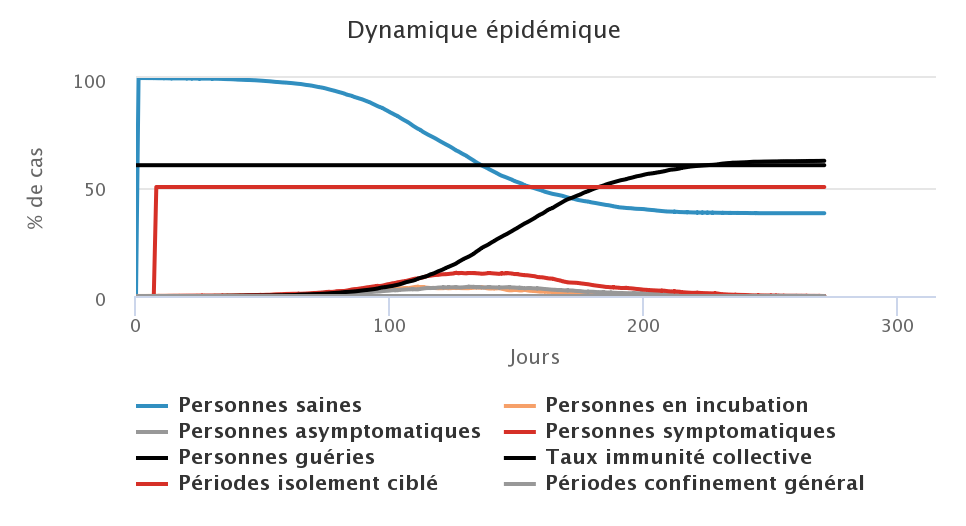 Dynamique épidémique
% de cas
100
50
0
0 100 200 300
Jours
Personnes saines Personnes en incubation
Personnes asymptomatiques Personnes symptomatiques
Personnes guéries Taux immunité collective
Périodes isolement ciblé Périodes confinement général